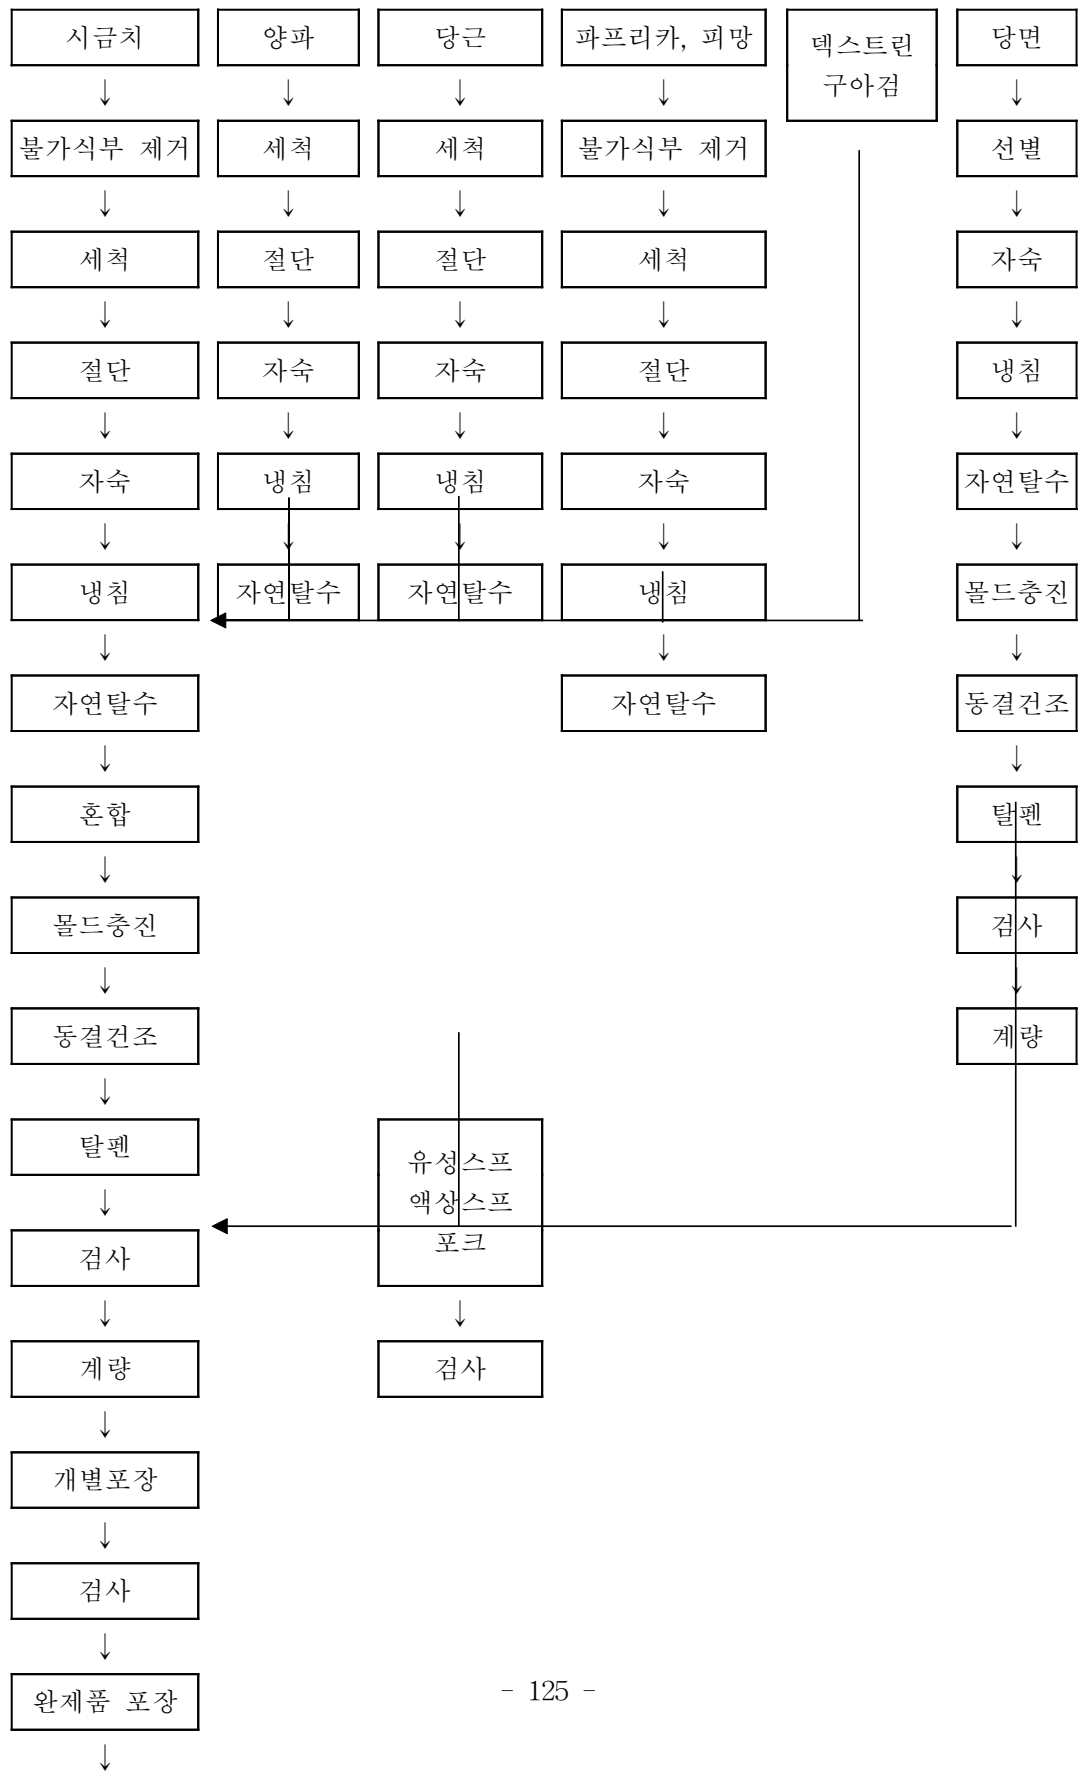 시금치 양파 당근 파프리카, 피망 덱스트린 당면
구아검
↓ ↓ ↓ ↓ ↓
불가식부 제거 세척 세척 불가식부 제거 선별
↓ ↓ ↓ ↓ ↓
세척 절단 절단 세척 자숙
↓ ↓ ↓ ↓ ↓
절단 자숙 자숙 절단 냉침
↓ ↓ ↓ ↓ ↓
자숙 냉침 냉침 자숙 자연탈수
↓ ↓ ↓ ↓ ↓
냉침 자연탈수 자연탈수 냉침 몰드충진
↓ ↓ ↓
자연탈수 자연탈수 동결건조
↓ ↓
혼합 탈펜
↓ ↓
몰드충진 검사
↓ ↓
동결건조 계량
↓
탈펜 유성스프
↓ 액상스프
검사 포크
↓ ↓
계량 검사
↓
개별포장
↓
검사
↓
완제품 포장
↓
- 125 -